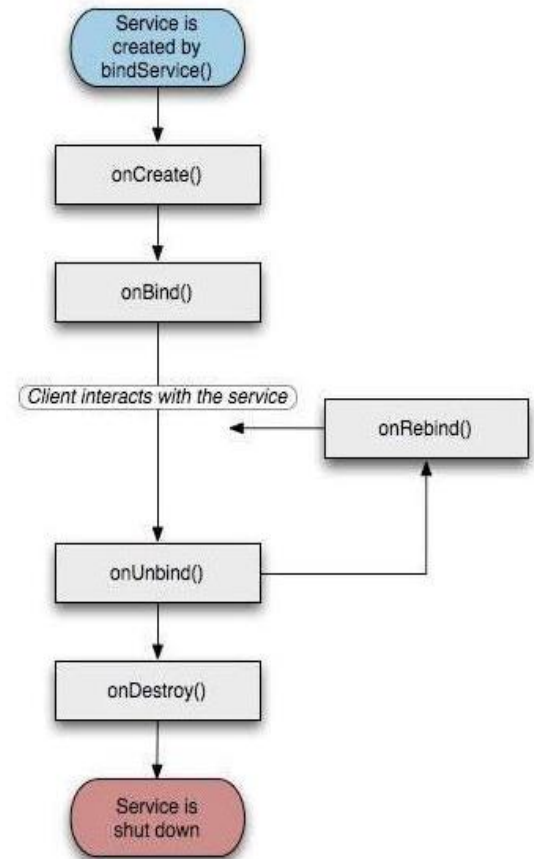 Service is
created by
bindService()
onCreate()
onBind()
Client interacts with the service
onRebind()
onUnbind()
onDestroy()
Service is
shut down